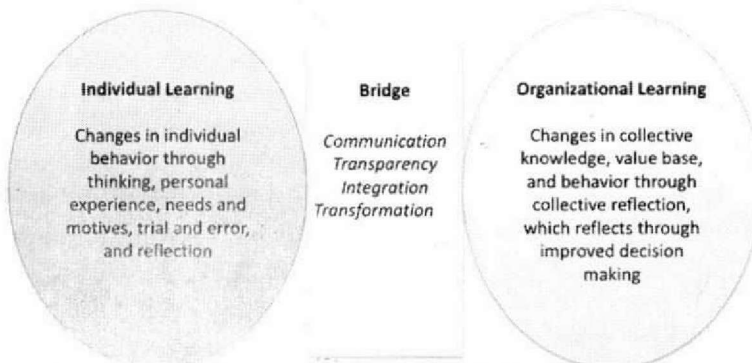 Individual Learning
Changes in individual
behavior through
thinking, personal
experience, needs and
motives, trial and error,
and reflection
Bridge
Communication
Transparency
Integration
Transformation
Organizational Learning
Changes in collective
knowledge, value base,
and behavior through
collective reflection,
which reflects through
improved decision
making